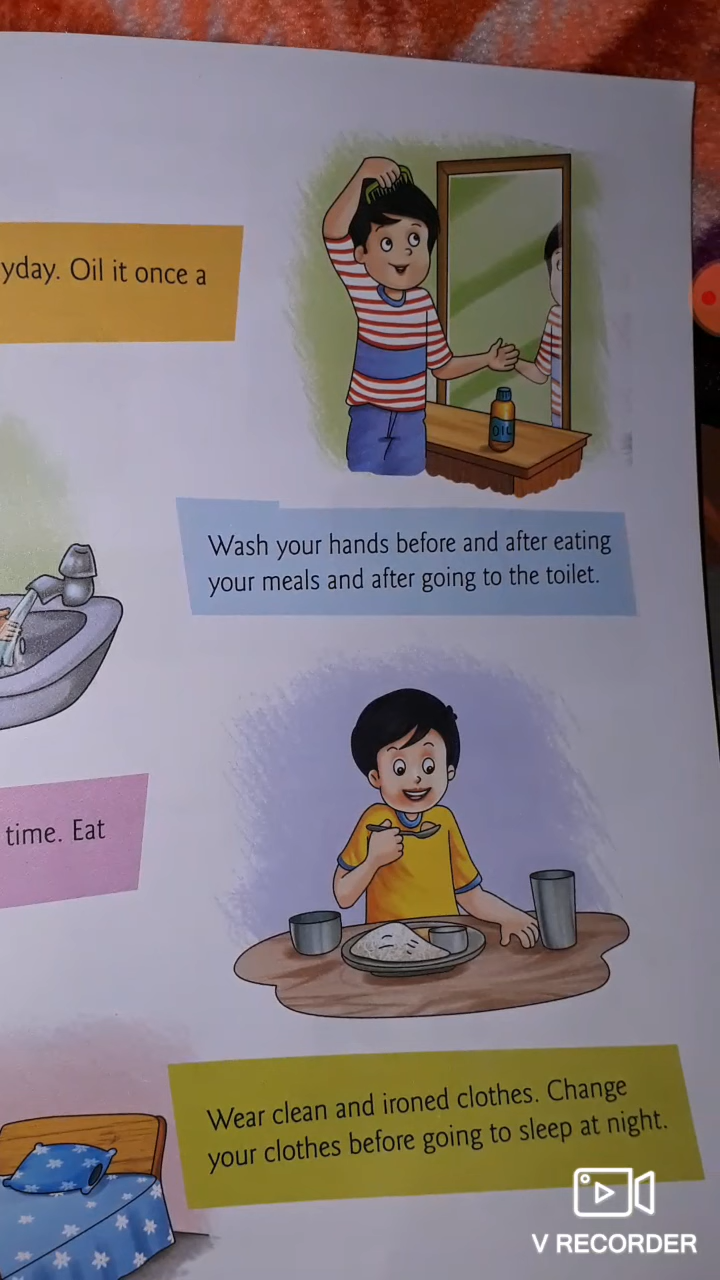 yday. Oil it once a
OIL
Wash your hands before and after eating
your meals and after going to the toilet.
time. Eat
Wear clean and ironed clothes. Change
your clothes before going to sleep at night.
V RECORDER